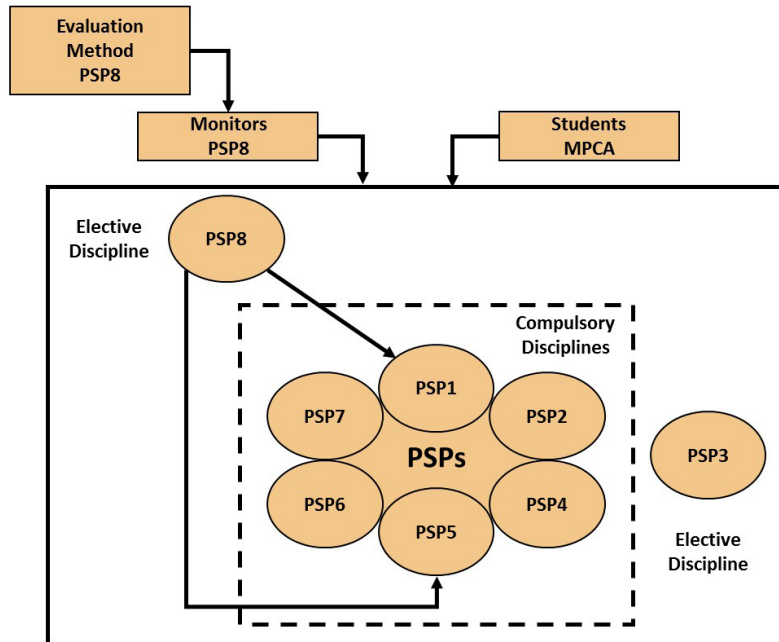 Evaluation
Method
PSP8
Monitors
PSP8
Students
MPCA
Elective
Discipline
PSP8
Compulsory
Disciplines
PSP1
PSP7
PSP2
PSPs
PSP3
PSP6
PSP4
PSP5
Elective
Discipline